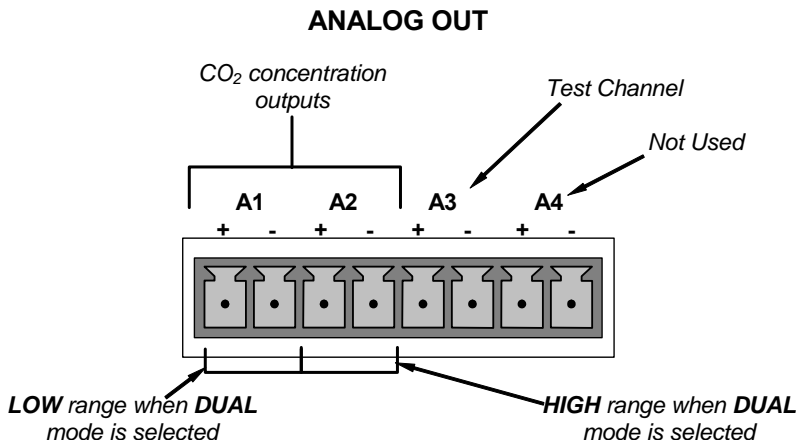 ANALOG OUT
CO₂ concentration
outputs
Test Channel
Not Used
A1 A2 A3 A4
+ - + - + - + -
LOW range when DUAL
mode is selected
HIGH range when DUAL
mode is selected